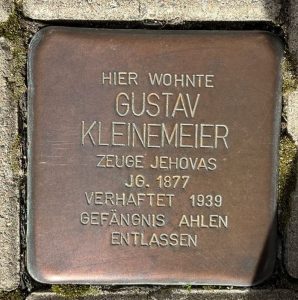 HIER WOHNTE
GUSTAV
KLEINEMEIER
ZEUGE JEHOVAS
JG. 1877
VERHAFTET 1939
GEFÄNGNIS AHLEN
ENTLASSEN